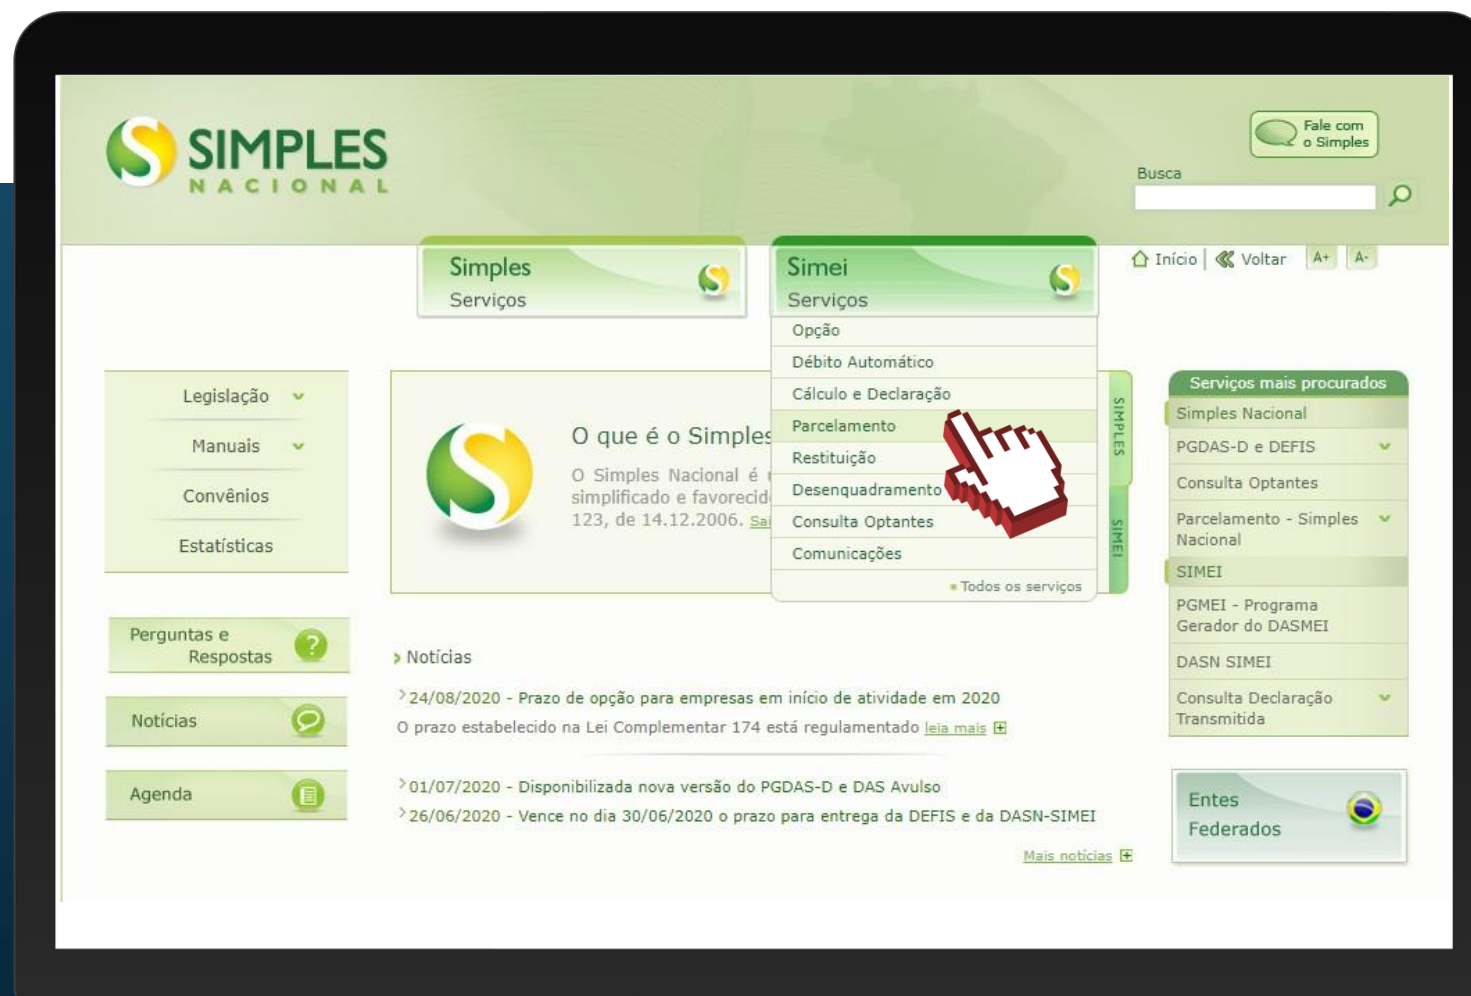 SIMPLES
NACIONAL
Fale com
o Simples
Busca
Simples
Serviços
Simei
Serviços
Início
Voltar
A+
A-
Opção
Débito Automático
Cálculo e Declaração
Parcelamento
Restituição
Desenquadramento
Consulta Optantes
Comunicações
Todos os serviços
Legislação
Manuais
Convênios
Estatísticas
O que é o Simples
O Simples Nacional é
simplificado e favorecid
123, de 14.12.2006. Sai
SIMPLES
SIMEI
Serviços mais procurados
Simples Nacional
PGDAS-D e DEFIS
Consulta Optantes
Parcelamento - Simples
Nacional
SIMEI
PGMEI - Programa
Gerador do DASMEI
DASN SIMEI
Consulta Declaração
Transmitida
Perguntas e
Respostas
?
Notícias
Agenda
Notícias
24/08/2020 - Prazo de opção para empresas em início de atividade em 2020
O prazo estabelecido na Lei Complementar 174 está regulamentado leia mais
01/07/2020 - Disponibilizada nova versão do PGDAS-D e DAS Avulso
26/06/2020 - Vence no dia 30/06/2020 o prazo para entrega da DEFIS e da DASN-SIMEI
Mais notícias
Entes
Federados